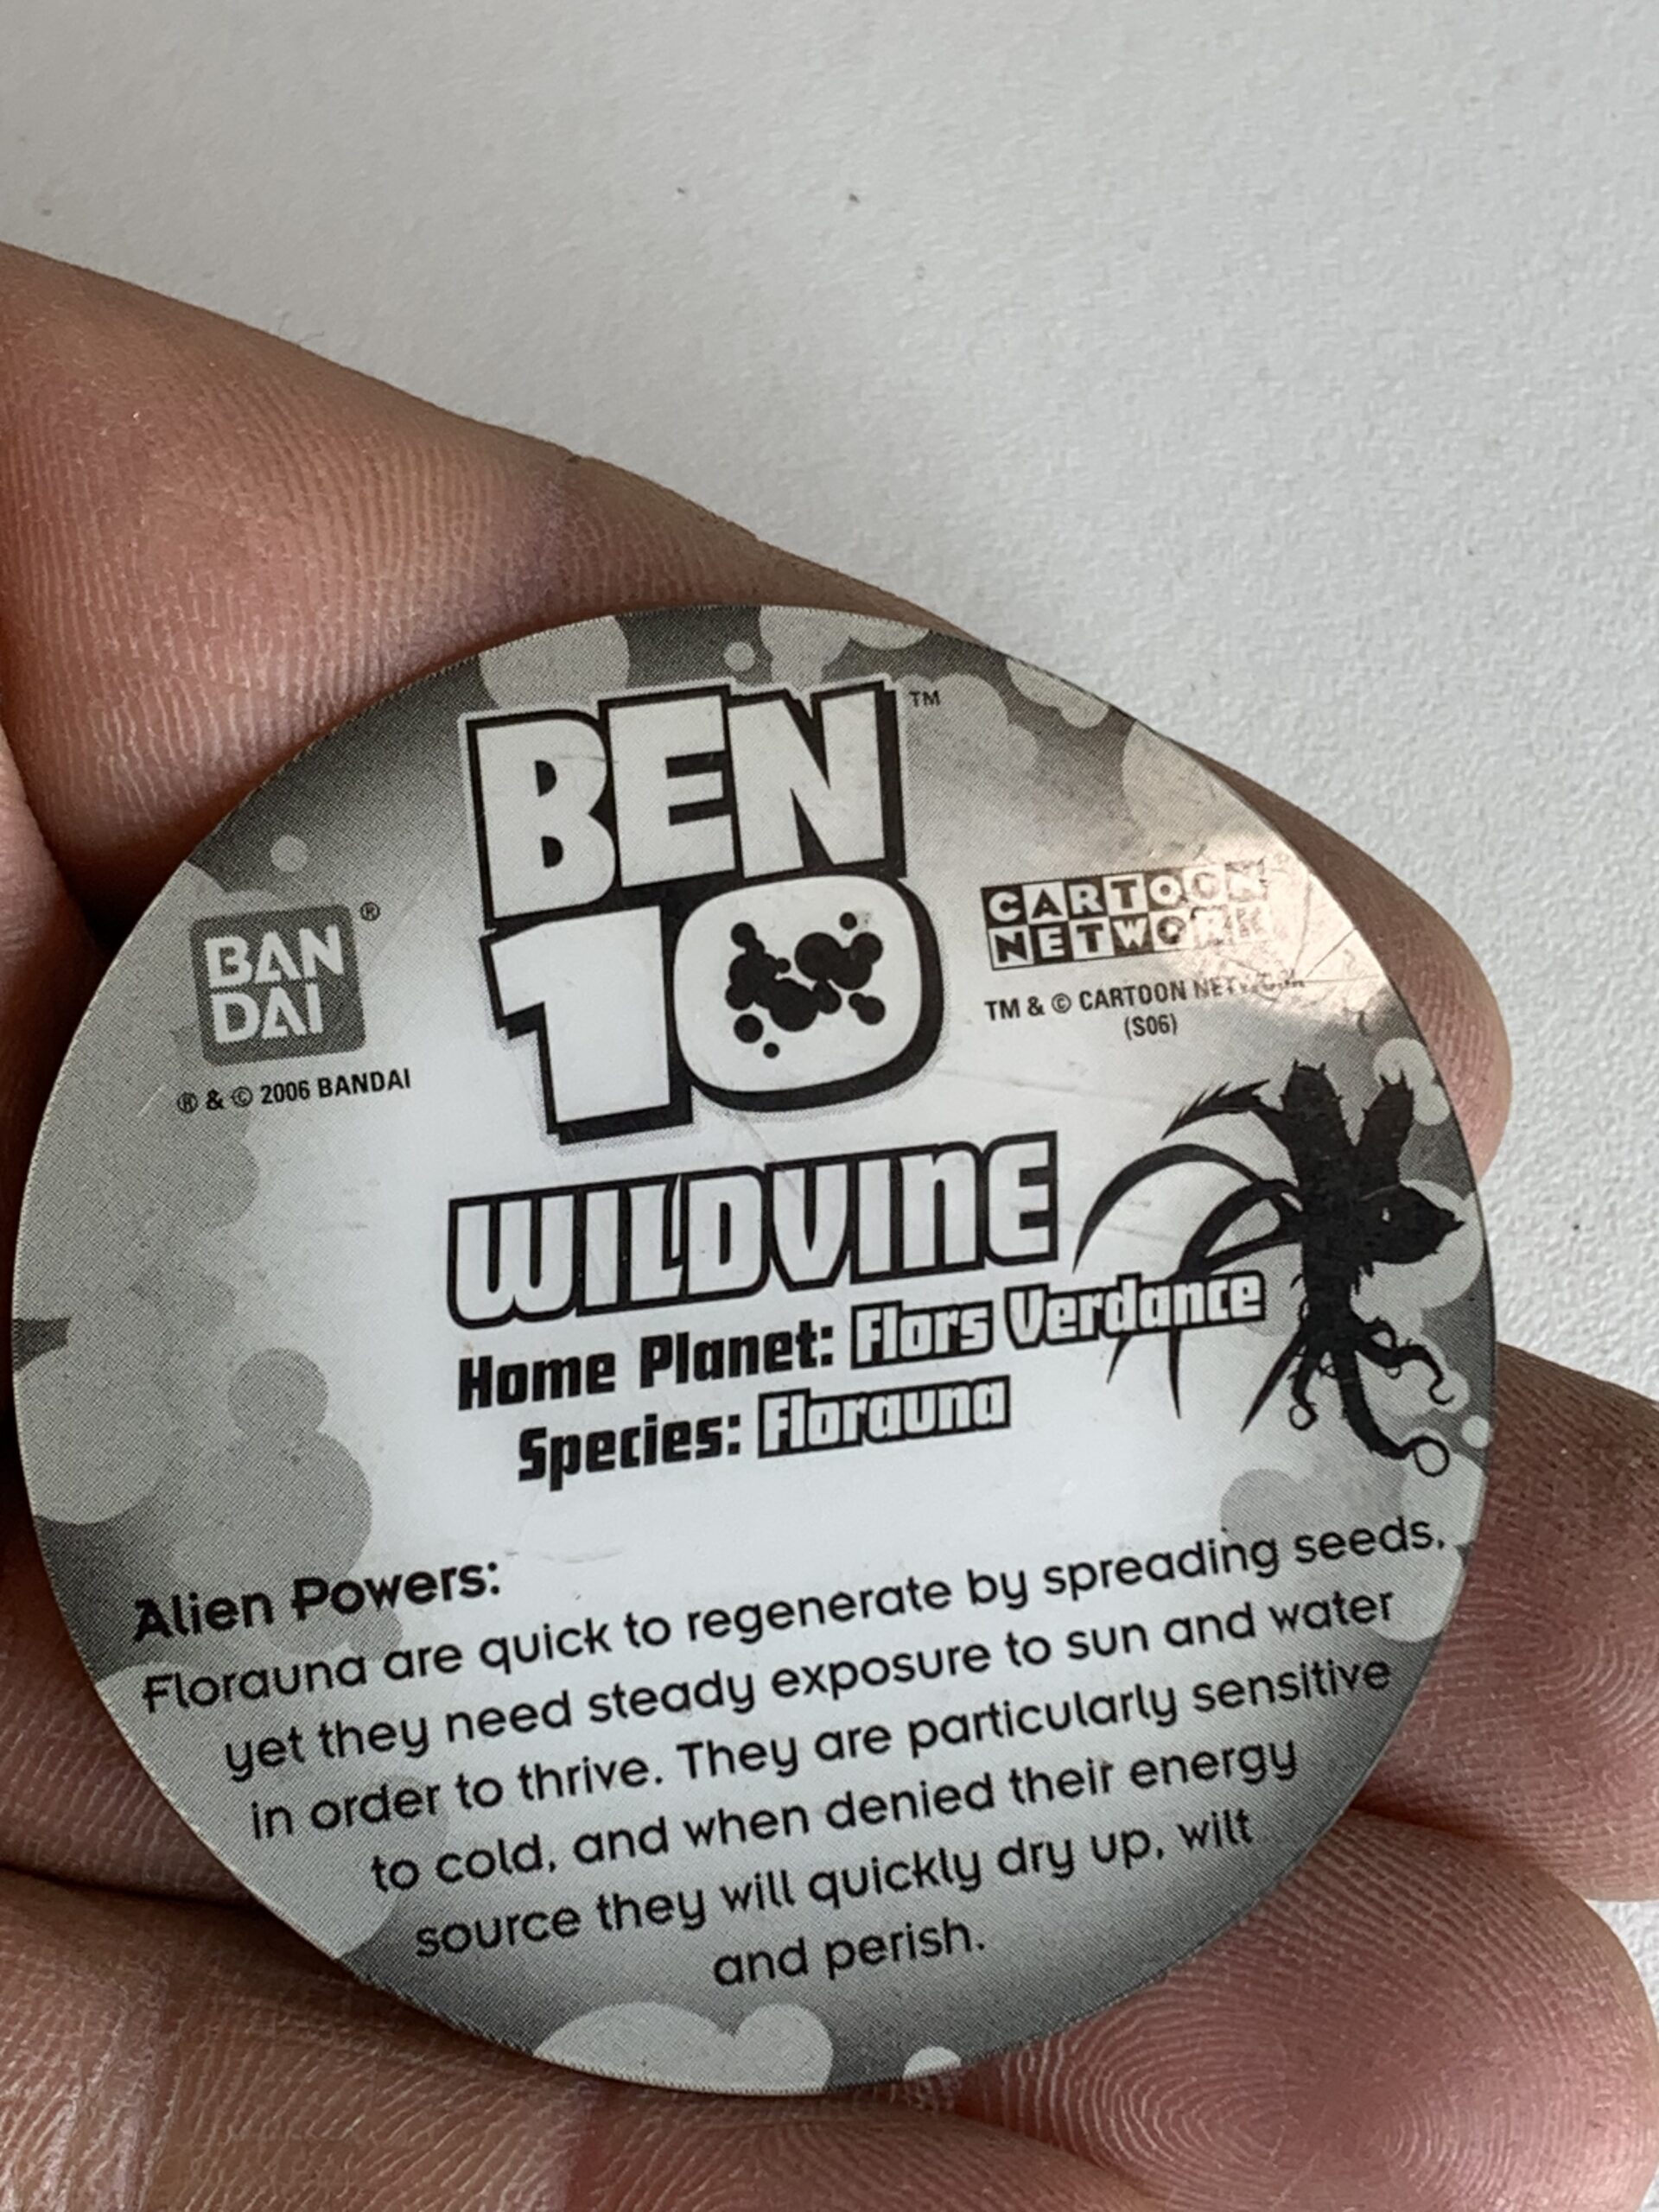 BEN
10
TM
BAN
DAI
®
® & © 2006 BANDAI
CARTOON
NETWORK
TM & © CARTOON NETWORK
(S06)
WILDVINE
Home Planet: Flors Verdance
Species: Florauna
Alien Powers:
Florauna are quick to regenerate by spreading seeds,
yet they need steady exposure to sun and water
in order to thrive. They are particularly sensitive
to cold, and when denied their energy
source they will quickly dry up, wilt
and perish.